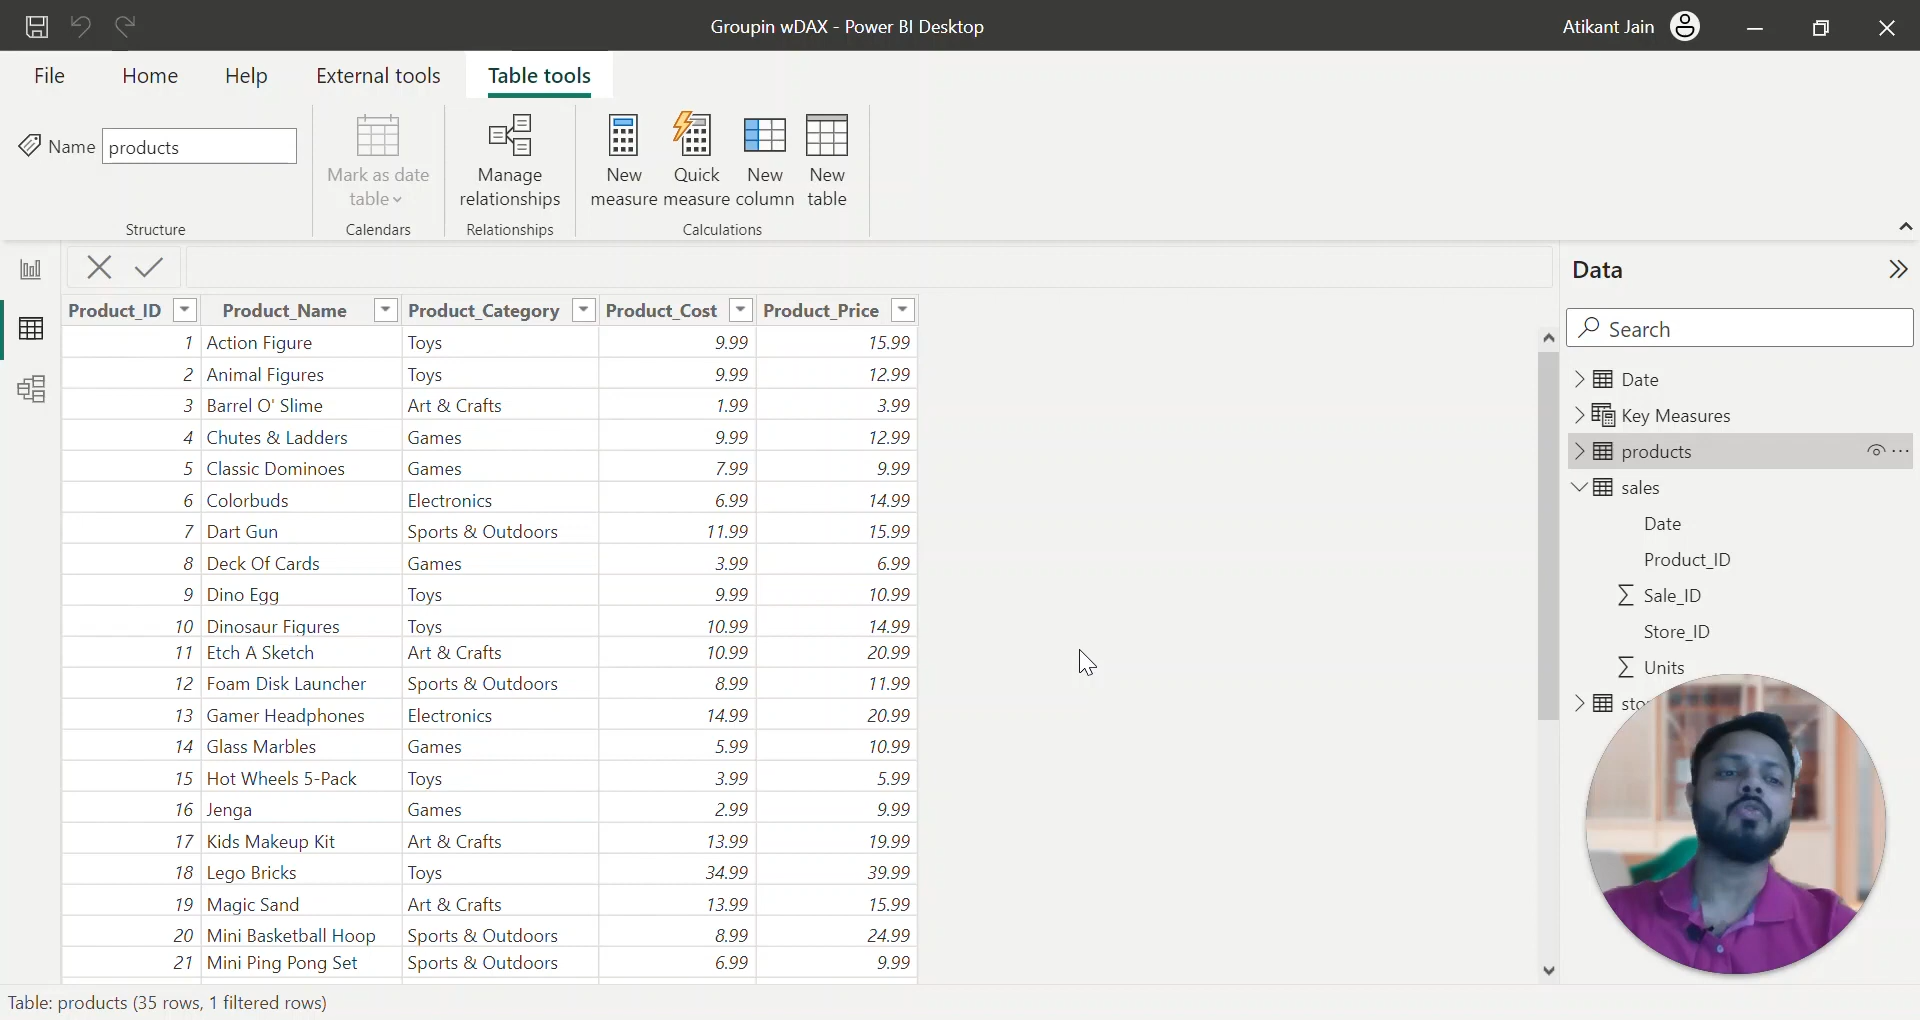 Groupin wDAX - Power BI Desktop
Atikant Jain
File Home Help External tools Table tools
Name products
Mark as date table
Manage relationships
New measure
Quick measure
New column
New table
Structure Calendars Relationships Calculations
Data
Search
Date
Key Measures
products
sales
Date
Product_ID
Sale_ID
Store_ID
Units
Product_ID Product_Name Product_Category Product_Cost Product_Price
1 Action Figure Toys 9.99 15.99
2 Animal Figures Toys 9.99 12.99
3 Barrel O' Slime Art & Crafts 1.99 3.99
4 Chutes & Ladders Games 9.99 12.99
5 Classic Dominoes Games 7.99 9.99
6 Colorbuds Electronics 6.99 14.99
7 Dart Gun Sports & Outdoors 11.99 15.99
8 Deck Of Cards Games 3.99 6.99
9 Dino Egg Toys 9.99 10.99
10 Dinosaur Figures Toys 10.99 14.99
11 Etch A Sketch Art & Crafts 10.99 20.99
12 Foam Disk Launcher Sports & Outdoors 8.99 11.99
13 Gamer Headphones Electronics 14.99 20.99
14 Glass Marbles Games 5.99 10.99
15 Hot Wheels 5-Pack Toys 3.99 5.99
16 Jenga Games 2.99 9.99
17 Kids Makeup Kit Art & Crafts 13.99 19.99
18 Lego Bricks Toys 34.99 39.99
19 Magic Sand Art & Crafts 13.99 15.99
20 Mini Basketball Hoop Sports & Outdoors 8.99 24.99
21 Mini Ping Pong Set Sports & Outdoors 6.99 9.99
Table: products (35 rows, 1 filtered rows)